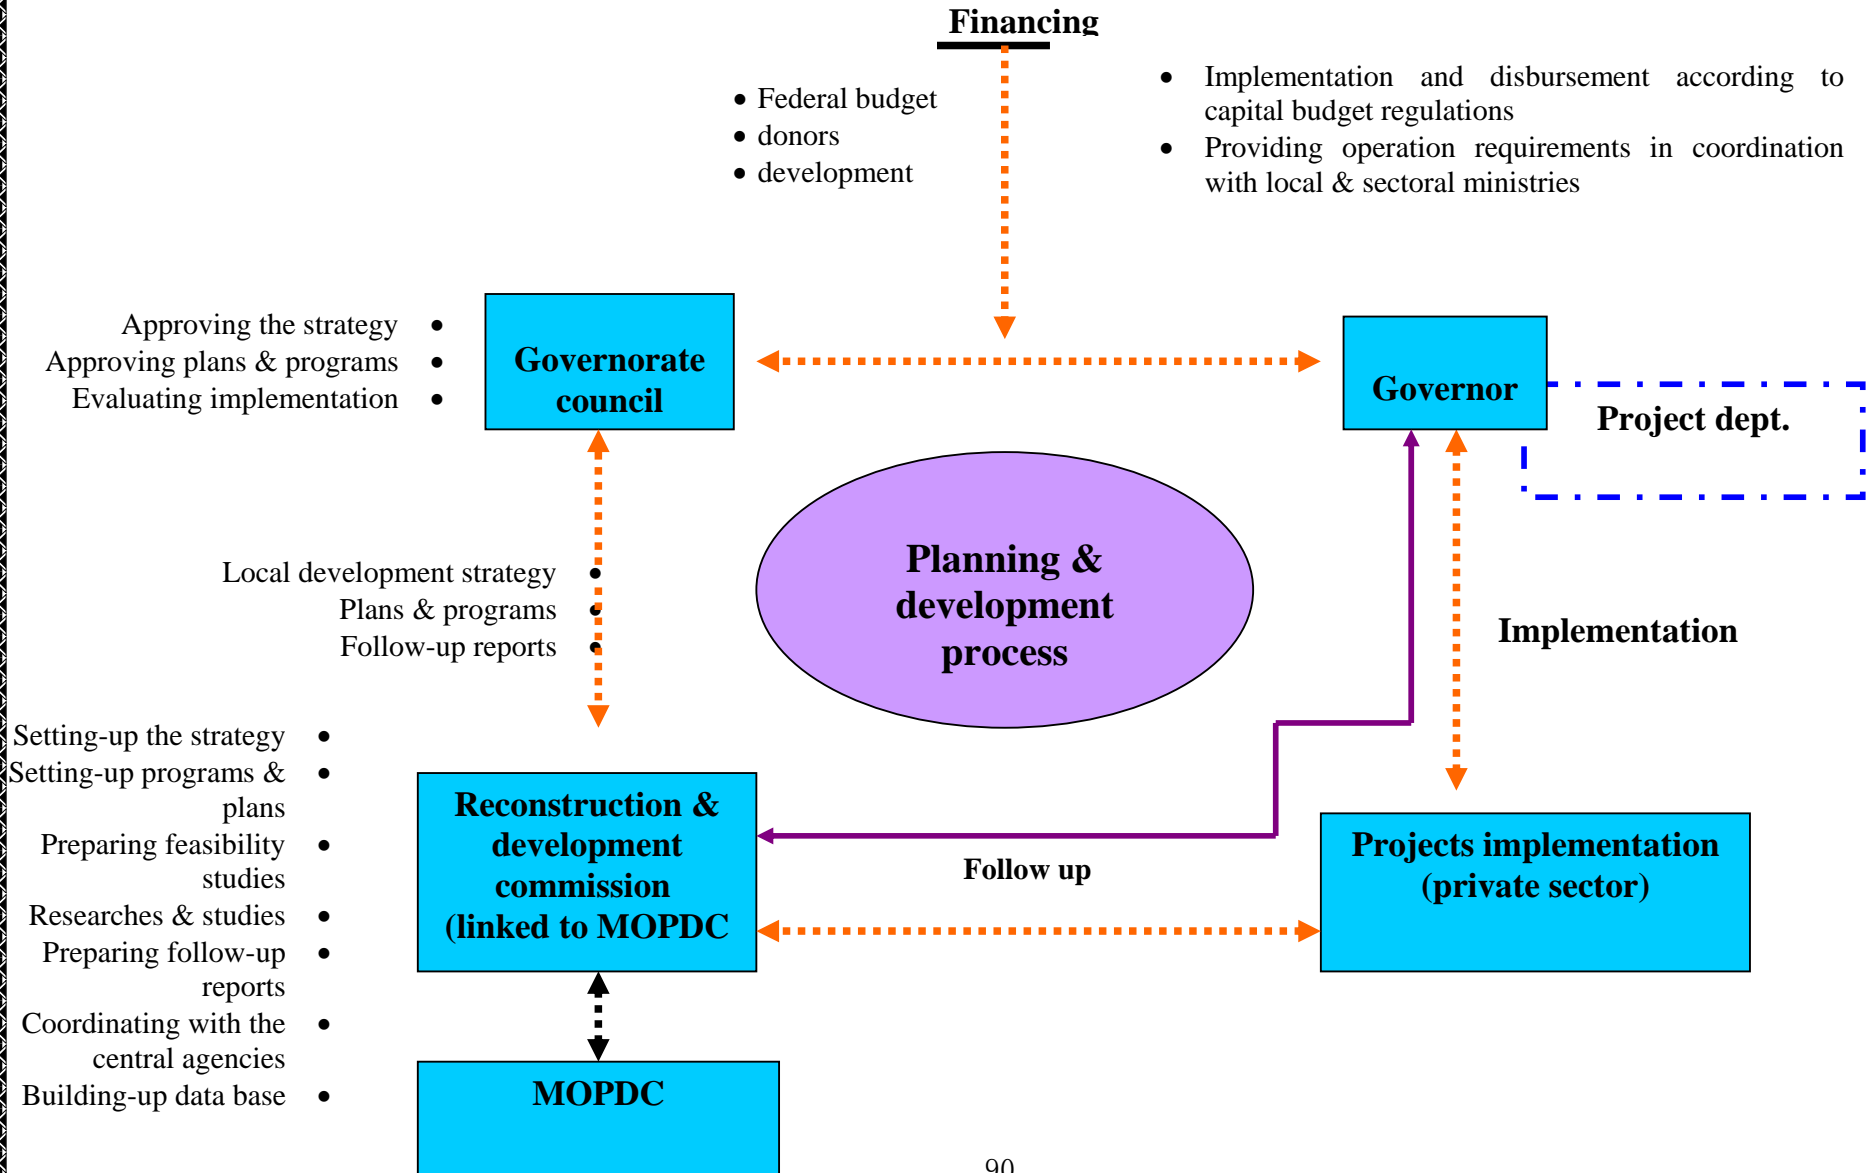 Financing
• Federal budget
• donors
• development
• Implementation and disbursement according to
capital budget regulations
• Providing operation requirements in coordination
with local & sectoral ministries
Approving the strategy •
Approving plans & programs •
Evaluating implementation •
Governorate
council
Governor
Project dept.
Local development strategy •
Plans & programs •
Follow-up reports •
Planning &
development
process
Implementation
Setting-up the strategy •
Setting-up programs & •
plans
Preparing feasibility •
studies
Researches & studies •
Preparing follow-up •
reports
Coordinating with the •
central agencies
Building-up data base •
Reconstruction &
development
commission
(linked to MOPDC
Follow up
Projects implementation
(private sector)
MOPDC
90